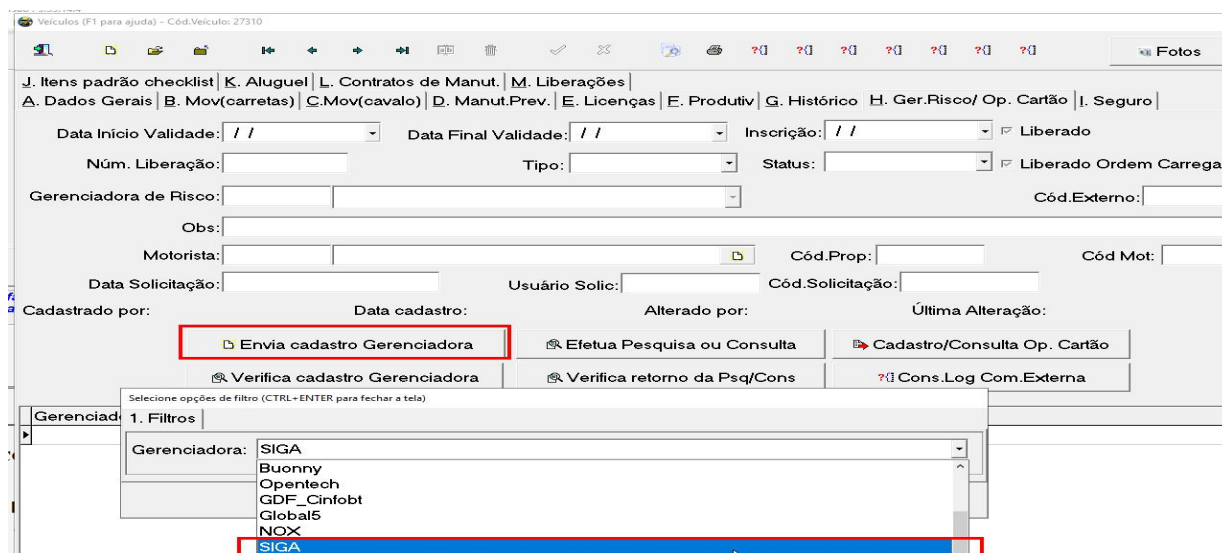 Veículos (F1 para ajuda) - Cód.Veículo: 27310
?{} ?{} ?{} ?{} ?{} ?{} ?{} Fotos
J. Itens padrão checklist K. Aluguel L. Contratos de Manut. M. Liberações
A. Dados Gerais B. Mov(carretas) C.Mov(cavalo) D. Manut.Prev. E. Licenças F. Produtiv G. Histórico H. Ger.Risco/ Op. Cartão I. Seguro
Data Início Validade: / / Data Final Validade: / / Inscrição: / / Liberado
Núm. Liberação: Tipo: Status: Liberado Ordem Carrega
Gerenciadora de Risco: Cód.Externo:
Obs:
Motorista: Cód.Prop: Cód Mot:
Data Solicitação: Usuário Solic: Cód.Solicitação:
Cadastrado por: Data cadastro: Alterado por: Última Alteração:
Envia cadastro Gerenciadora Efetua Pesquisa ou Consulta Cadastro/Consulta Op. Cartão
Verifica cadastro Gerenciadora Verifica retorno da Psq/Cons ?{} Cons.Log Com.Externa
Selecione opções de filtro (CTRL+ENTER para fechar a tela)
Gerenciad 1. Filtros
Gerenciadora: SIGA
Buonny
Opentech
GDF_Cinfobt
Global5
NOX
SIGA